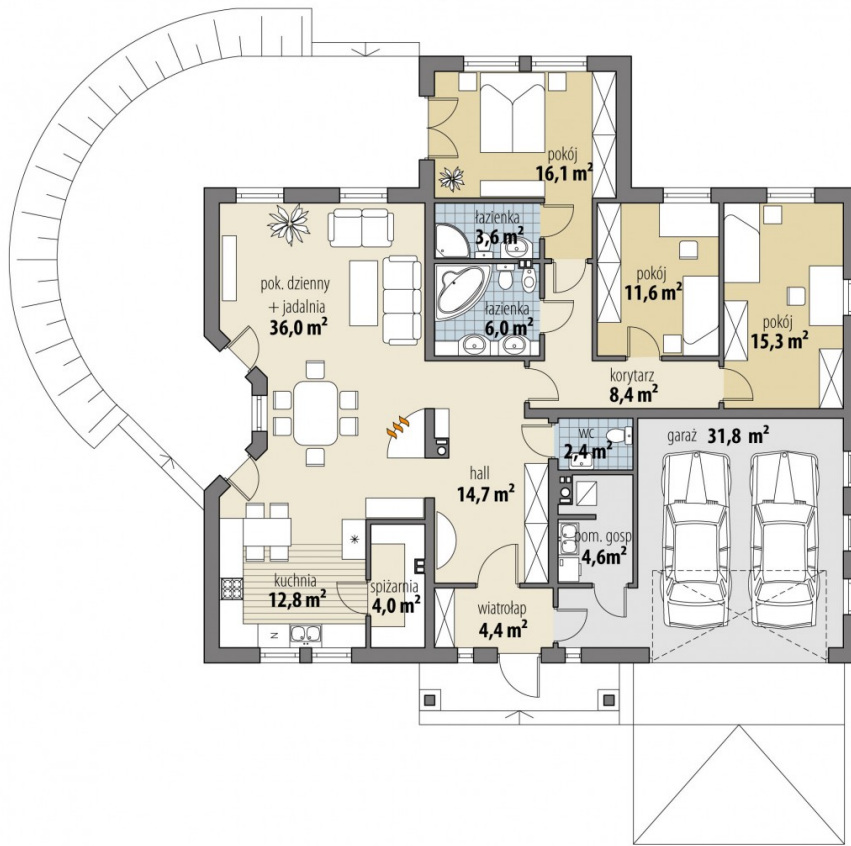 pokój
16,1 m²
łazienka
3,6 m²
pok. dzienny
+ jadalnia
36,0 m²
łazienka
6,0 m²
pokój
11,6 m²
pokój
15,3 m²
korytarz
8,4 m²
wc
2,4 m²
garaż 31,8 m²
hall
14,7 m²
pom. gosp
4,6m²
kuchnia
12,8 m²
spiżarnia
4,0 m²
wiatrołap
4,4 m²
N